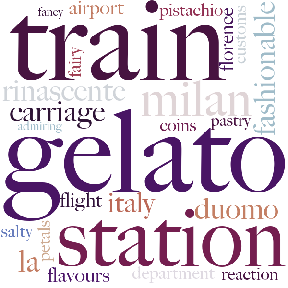 fancy airport pistachio
train
fairy
florence
customs
fashionable
rinascente milan
carriage coins pastry
admiring
gelato
flight italy duomo
salty petals station
la
flavours department reaction